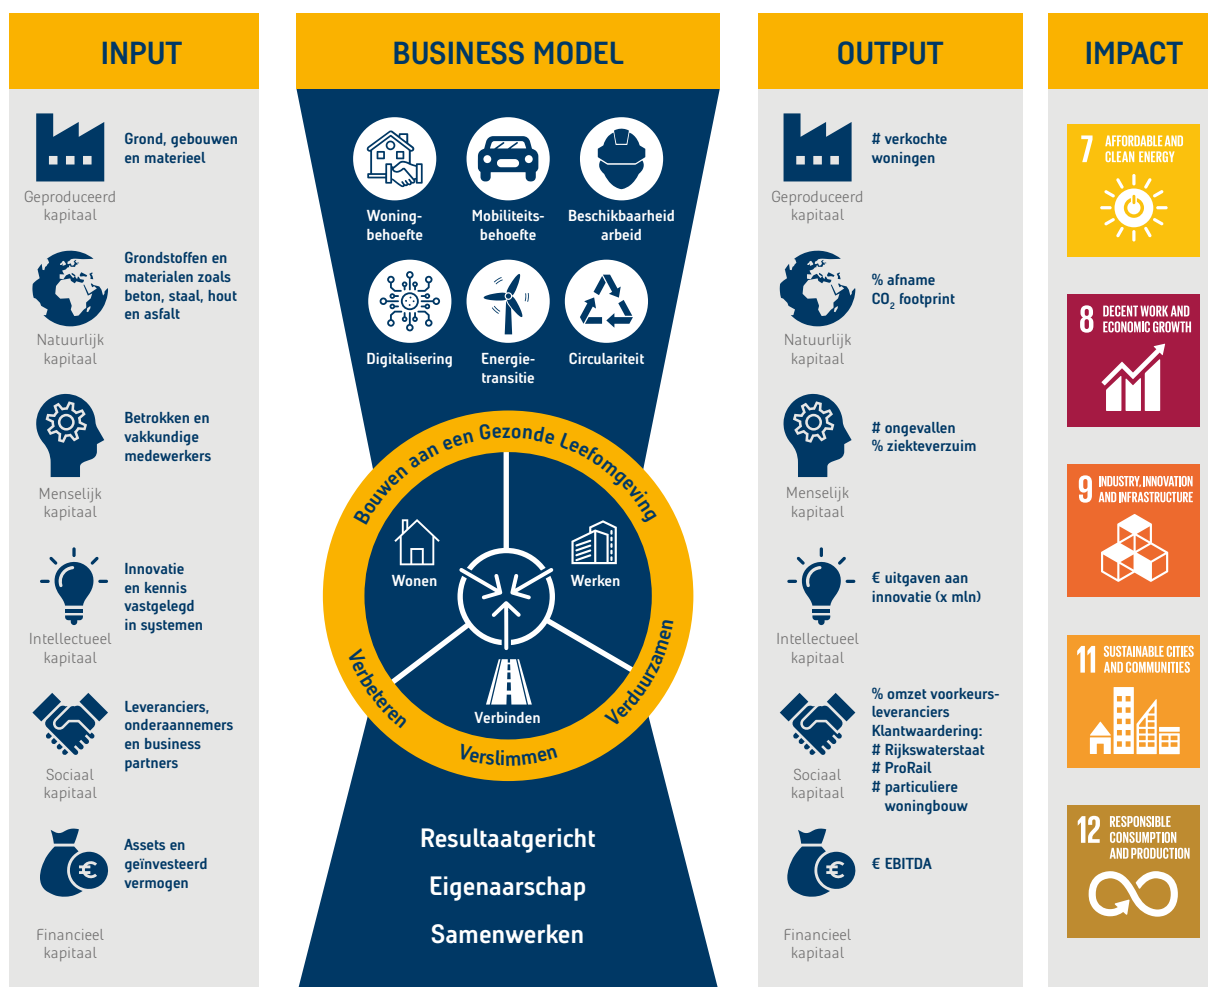 INPUT
Grond, gebouwen
en materieel
Geproduceerd
kapitaal
Grondstoffen en
materialen zoals
beton, staal, hout
en asfalt
Natuurlijk
kapitaal
Betrokken en
vakkundige
medewerkers
Menselijk
kapitaal
Innovatie
en kennis
vastgelegd
in systemen
Intellectueel
kapitaal
Leveranciers,
onderaannemers
en business
partners
Sociaal
kapitaal
Assets en
geïnvesteerd
vermogen
€
Financieel
kapitaal
BUSINESS MODEL
Woning-
behoefte
Mobiliteits-
behoefte
Beschikbaarheid
arbeid
Digitalisering
Energie-
transitie
Circulariteit
Bouwen aan een Gezonde Leefomgeving
Wonen
Werken
Verbinden
Verbeteren
Verslimmen
Verduurzamen
Resultaatgericht
Eigenaarschap
Samenwerken
OUTPUT
# verkochte
woningen
Geproduceerd
kapitaal
% afname
CO₂ footprint
Natuurlijk
kapitaal
# ongevallen
% ziekteverzuim
Menselijk
kapitaal
€ uitgaven aan
innovatie (x mln)
Intellectueel
kapitaal
% omzet voorkeurs-
leveranciers
Klantwaardering:
# Rijkswaterstaat
# ProRail
# particuliere
woningbouw
Sociaal
kapitaal
€ EBITDA
€
Financieel
kapitaal
IMPACT
7 AFFORDABLE AND
CLEAN ENERGY
8 DECENT WORK AND
ECONOMIC GROWTH
9 INDUSTRY, INNOVATION
AND INFRASTRUCTURE
11 SUSTAINABLE CITIES
AND COMMUNITIES
12 RESPONSIBLE
CONSUMPTION
AND PRODUCTION